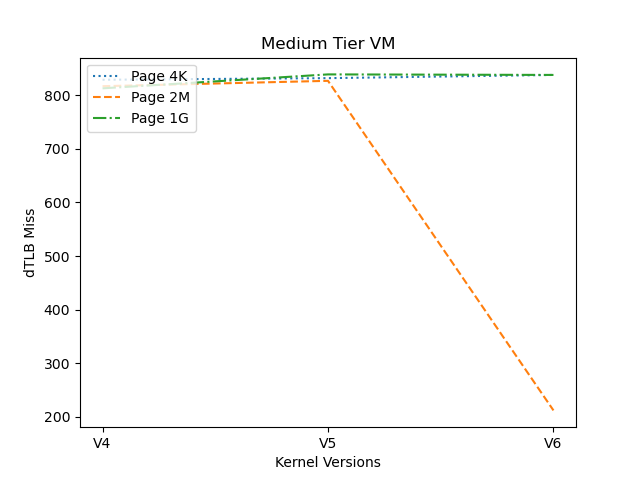 Medium Tier VM
Page 4K
Page 2M
Page 1G
800
700
600
500
400
300
200
dTLB Miss
V4
V5
V6
Kernel Versions